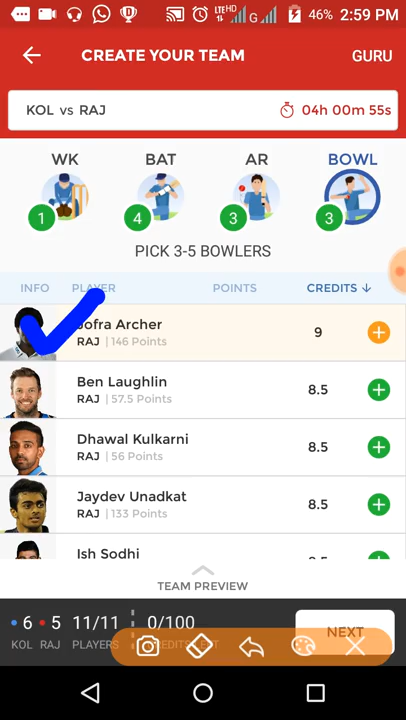 LTE HD G 46% 2:59 PM
CREATE YOUR TEAM GURU
KOL vs RAJ 04h 00m 55s
WK BAT AR BOWL
1 4 3 3
PICK 3-5 BOWLERS
INFO PLAYER POINTS CREDITS ↓
Jofra Archer
RAJ | 146 Points 9
Ben Laughlin
RAJ | 57.5 Points 8.5
Dhawal Kulkarni
RAJ | 56 Points 8.5
Jaydev Unadkat
RAJ | 133 Points 8.5
Ish Sodhi
TEAM PREVIEW
6 5 11/11 0/100 NEXT
KOL RAJ PLAYERS